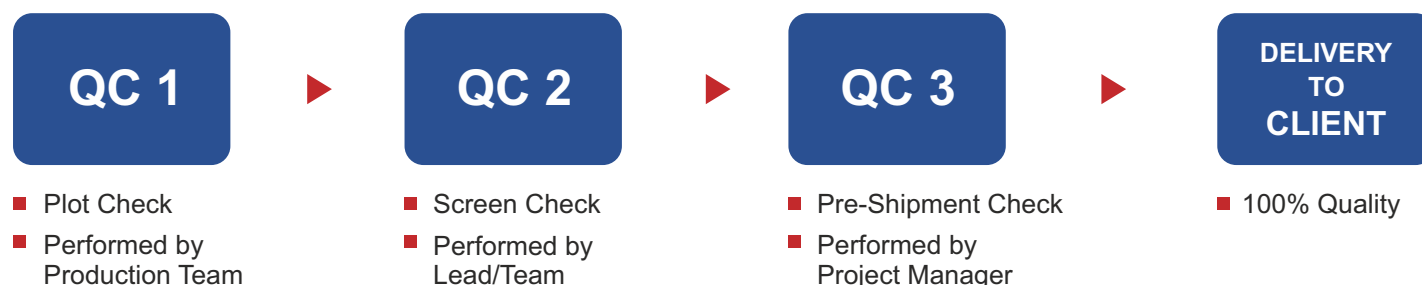 QC 1
QC 2
QC 3
DELIVERY
TO
CLIENT
Plot Check
Performed by
Production Team
Screen Check
Performed by
Lead/Team
Pre-Shipment Check
Performed by
Project Manager
100% Quality